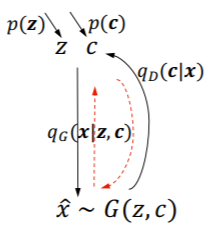 p(z) p(c)
z c
q_D(c|x)
q_G(x|z, c)
x̂ ~ G(z, c)